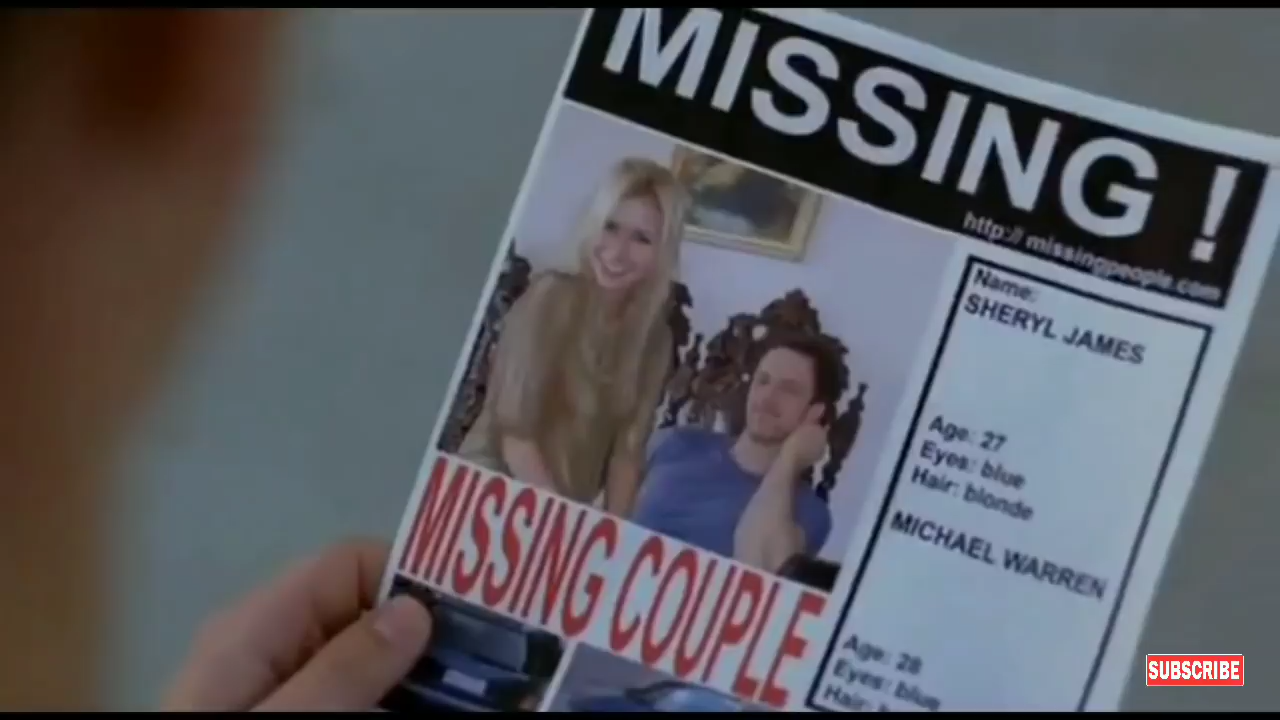 MISSING !
http:// missingpeople.com
Name:
SHERYL JAMES
Age: 27
Eyes: blue
Hair: blonde
MICHAEL WARREN
Age: 28
Eyes: blue
Hair:
MISSING COUPLE
SUBSCRIBE